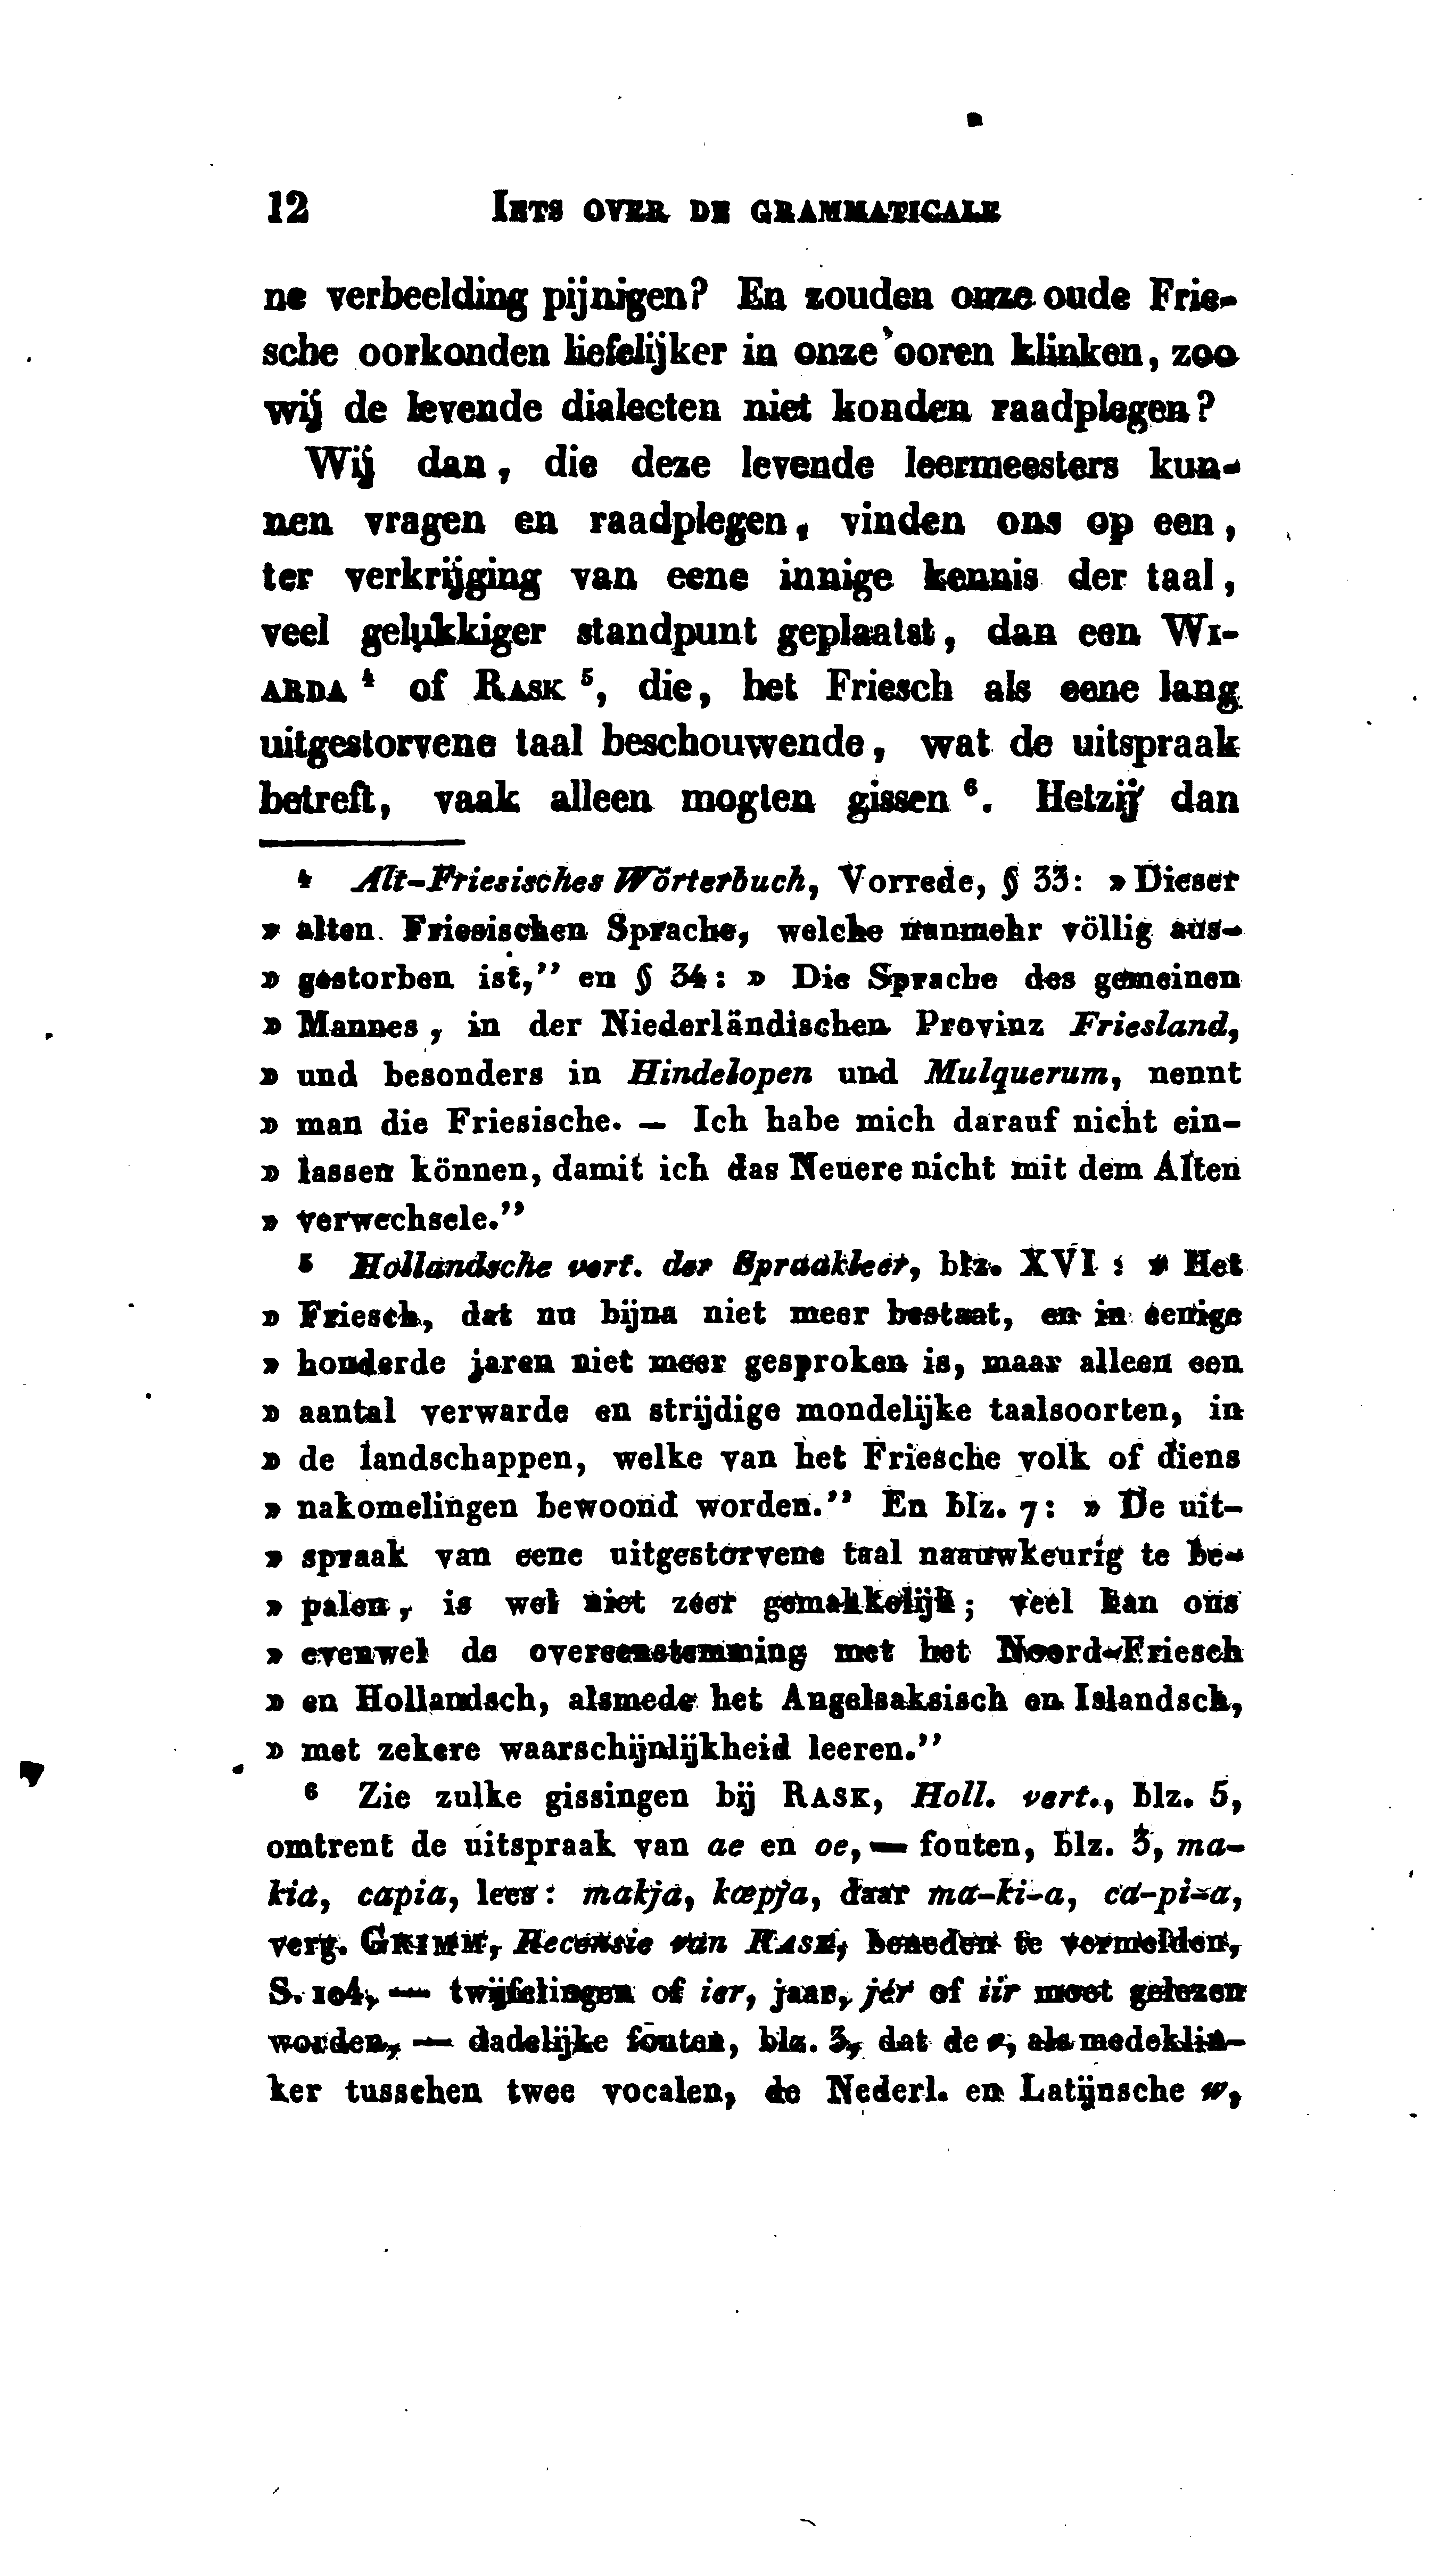 12 IETS OVER DE GRAMMATICALE
ne verbeelding pijnigen? En zouden onze oude Frie-
sche oorkonden liefelijker in onze ooren klinken, zoo
wij de levende dialecten niet konden raadplegen?
Wij dan, die deze levende leermeesters kun-
nen vragen en raadplegen, vinden ons op een,
ter verkrijging van eene innige kennis der taal,
veel gelukkiger standpunt geplaatst, dan een WI-
ARDA ⁴ of RASK ⁵, die, het Friesch als eene lang
uitgestorvene taal beschouwende, wat de uitspraak
betreft, vaak alleen mogten gissen ⁶. Hetzij dan
⁴ Alt-Friesisches Wörterbuch, Vorrede, § 33: » Dieser
» alten Friesischen Sprache, welche nunmehr völlig aus-
» gestorben ist,'' en § 34: » Die Sprache des gemeinen
» Mannes, in der Niederländischen Provinz Friesland,
» und besonders in Hindelopen und Mulquerum, nennt
» man die Friesische. — Ich habe mich darauf nicht ein-
» lassen können, damit ich das Neuere nicht mit dem Alten
» verwechsele.''
⁵ Hollandsche vert. der Spraakleer, blz. XVI: » Het
» Friesch, dat nu bijna niet meer bestaat, en in eenige
» honderde jaren niet meer gesproken is, maar alleen een
» aantal verwarde en strijdige mondelijke taalsoorten, in
» de landschappen, welke van het Friesche volk of diens
» nakomelingen bewoond worden.'' En blz. 7: » De uit-
» spraak van eene uitgestorvene taal naauwkeurig te be-
» palen, is wel niet zeer gemakkelijk; veel kan ons
» evenwel de overeenstemming met het Noord-Friesch
» en Hollandsch, alsmede het Angelsaksisch en Islandsch,
» met zekere waarschijnlijkheid leeren.''
⁶ Zie zulke gissingen bij RASK, Holl. vert., blz. 5,
omtrent de uitspraak van ae en oe, — fouten, blz. 3, ma-
kia, capia, lees: makja, kæpja, daar ma-ki-a, ca-pi-a,
verg. GRIMM, Recensie van RASK, beneden te vermelden,
S. 104, — twijfelingen of ier, jaar, jér of iír moet gelezen
worden, — dadelijke fouten, blz. 3, dat de , als medeklin-
ker tusschen twee vocalen, de Nederl. en Latijnsche w,